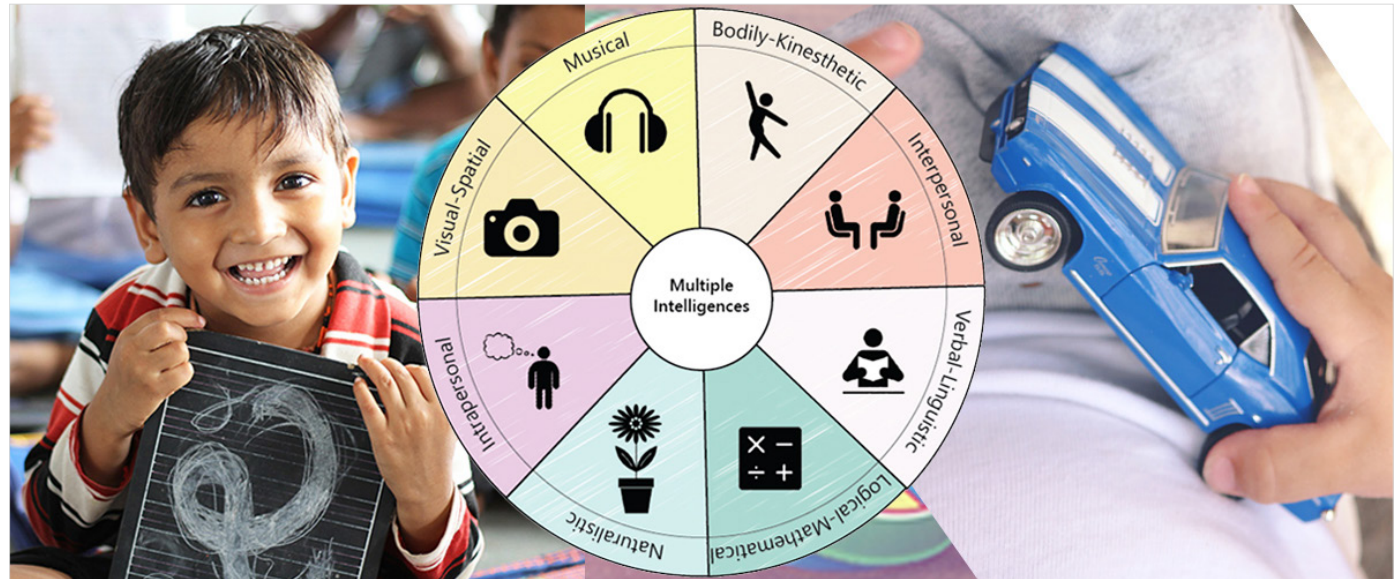 Musical
Bodily-Kinesthetic
Visual-Spatial
Interpersonal
Multiple
Intelligences
Intrapersonal
Verbal-Linguistic
Naturalistic
Logical-Mathematical